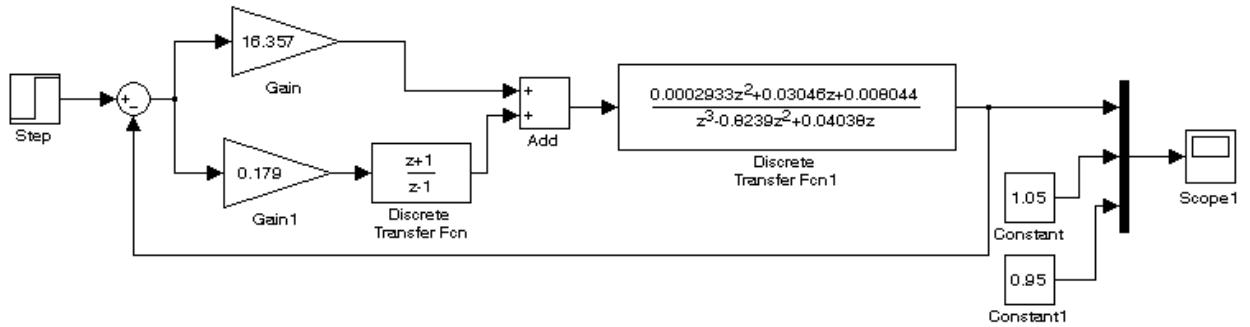 Step
+
-
16.357
Gain
0.179
Gain1
z+1
z-1
Discrete
Transfer Fcn
+
+
Add
0.0002933z²+0.03046z+0.008044
z³-0.8239z²+0.04038z
Discrete
Transfer Fcn1
1.05
Constant
0.95
Constant1
Scope1